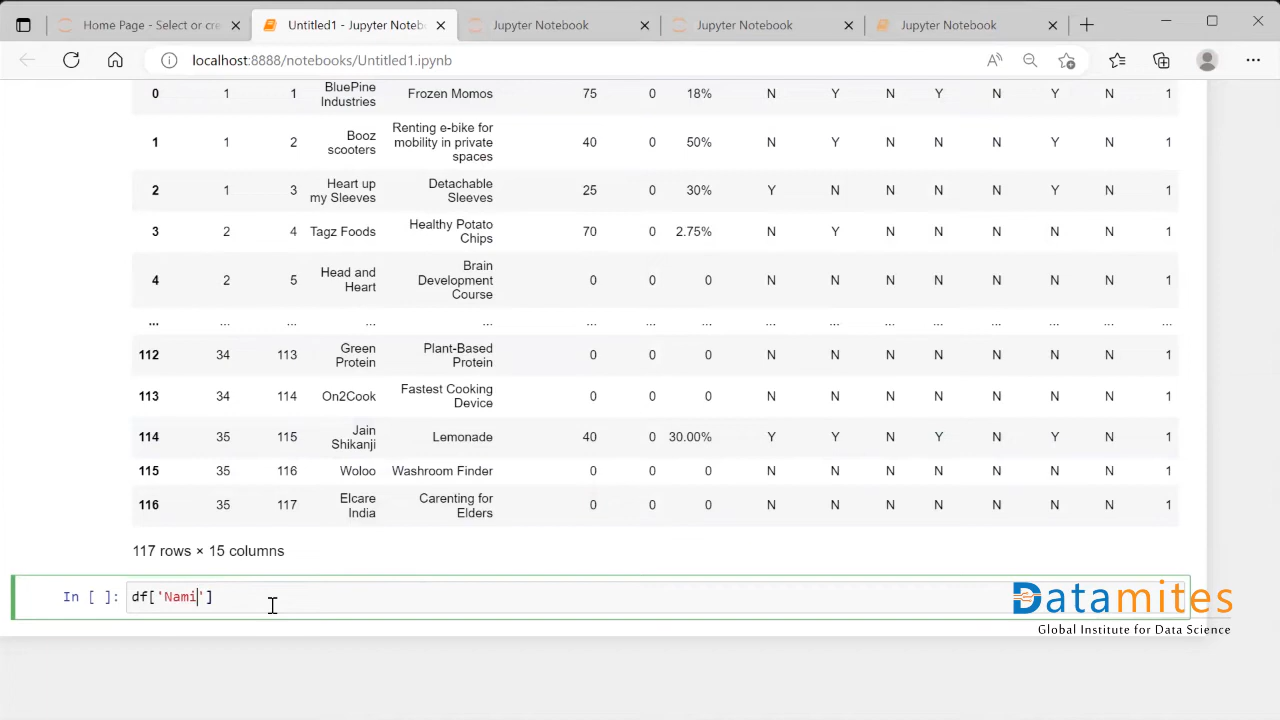 Home Page - Select or cre
Untitled1 - Jupyter Noteb
Jupyter Notebook
Jupyter Notebook
Jupyter Notebook
localhost:8888/notebooks/Untitled1.ipynb
0 1 1 BluePine Industries Frozen Momos 75 0 18% N Y N Y N Y N 1
1 1 2 Booz scooters Renting e-bike for mobility in private spaces 40 0 50% N Y N N N Y N 1
2 1 3 Heart up my Sleeves Detachable Sleeves 25 0 30% Y N N N N Y N 1
3 2 4 Tagz Foods Healthy Potato Chips 70 0 2.75% N Y N N N N N 1
4 2 5 Head and Heart Brain Development Course 0 0 0 N N N N N N N 1
... ... ... ... ... ... ... ... ... ... ... ... ... ... ... ...
112 34 113 Green Protein Plant-Based Protein 0 0 0 N N N N N N N 1
113 34 114 On2Cook Fastest Cooking Device 0 0 0 N N N N N N N 1
114 35 115 Jain Shikanji Lemonade 40 0 30.00% Y Y N Y N Y N 1
115 35 116 Woloo Washroom Finder 0 0 0 N N N N N N N 1
116 35 117 Elcare India Carenting for Elders 0 0 0 N N N N N N N 1
117 rows × 15 columns
In [ ]: df['Nami']
Datamites
Global Institute for Data Science